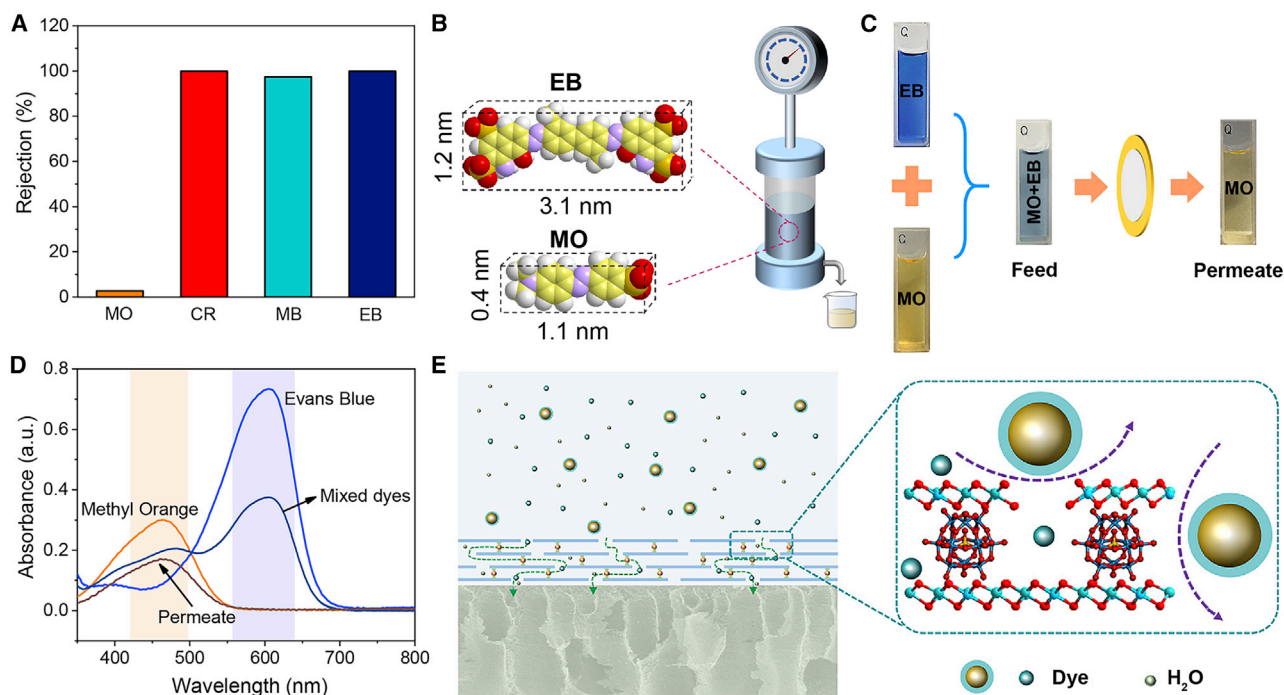 A
120
100
80
60
40
20
0
Rejection (%)
MO CR MB EB
B
EB
1.2 nm
3.1 nm
MO
0.4 nm
1.1 nm
C
Q
EB
Q
MO
Q
MO+EB
Feed
Q
MO
Permeate
D
0.8
0.6
0.4
0.2
0.0
Absorbance (a.u.)
Evans Blue
Methyl Orange
Mixed dyes
Permeate
400 500 600 700 800
Wavelength (nm)
E
Dye
H₂O